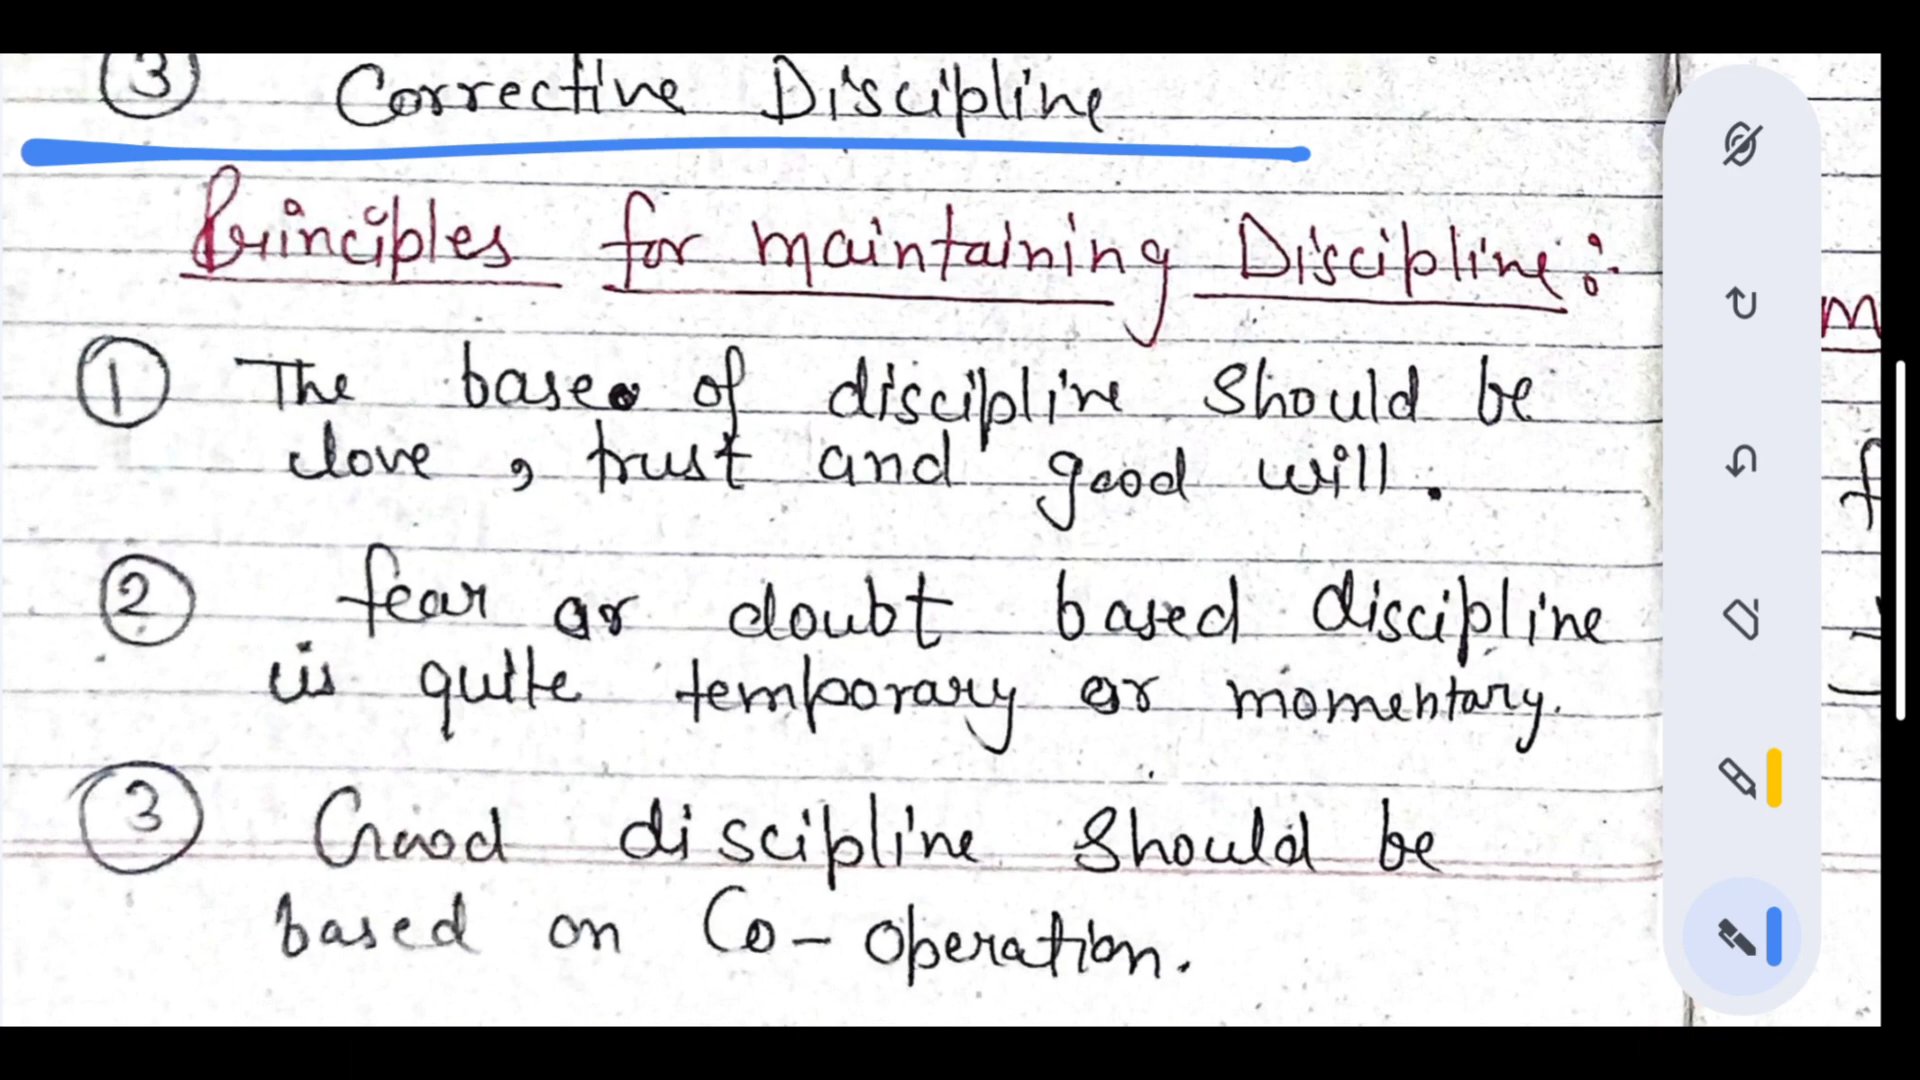 ③ Corrective Discipline
Principles for maintaining Discipline:
① The base of discipline should be
love, trust and good will.
② fear or doubt based discipline
is quite temporary or momentary.
③ Good discipline should be
based on Co-operation.